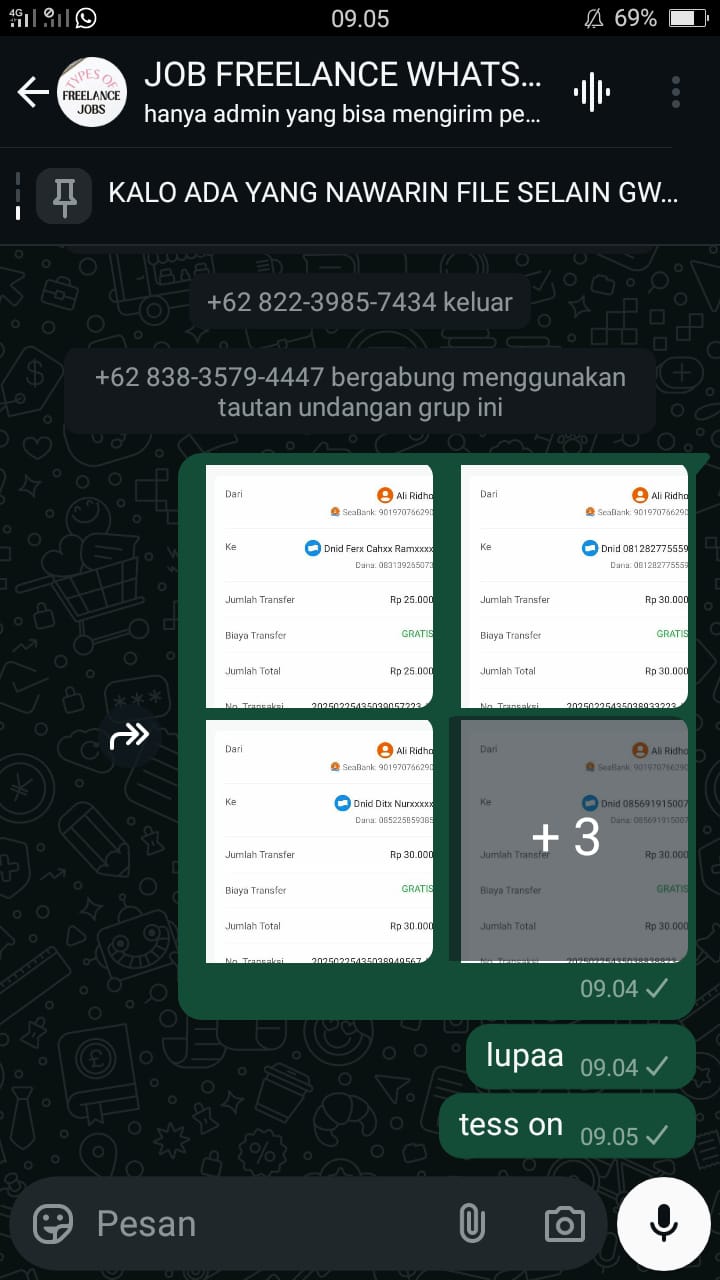 4G
09.05
69%
TYPES OF
FREELANCE
JOBS
JOB FREELANCE WHATS...
hanya admin yang bisa mengirim pe...
KALO ADA YANG NAWARIN FILE SELAIN GW...
+62 822-3985-7434 keluar
+62 838-3579-4447 bergabung menggunakan
tautan undangan grup ini
Dari
Ali Ridho
SeaBank: 901970766290
Ke
Dnid Ferx Cahxx Ramxxxx
Dana: 083139265073
Jumlah Transfer
Rp 25.000
Biaya Transfer
GRATIS
Jumlah Total
Rp 25.000
No. Transaksi
20250225435039057223
Dari
Ali Ridho
SeaBank: 901970766290
Ke
Dnid 081282775559
Dana: 081282775559
Jumlah Transfer
Rp 30.000
Biaya Transfer
GRATIS
Jumlah Total
Rp 30.000
No. Transaksi
20250225435038933223
Dari
Ali Ridho
SeaBank: 901970766290
Ke
Dnid Ditx Nurxxxxx
Dana: 085225859385
Jumlah Transfer
Rp 30.000
Biaya Transfer
GRATIS
Jumlah Total
Rp 30.000
No. Transaksi
20250225435038949567
Dari
Ali Ridho
SeaBank: 901970766290
Ke
Dnid 085691915007
Dana: 085691915007
+ 3
Jumlah Transfer
Rp 30.000
Biaya Transfer
GRATIS
Jumlah Total
Rp 30.000
No. Transaksi
09.04
lupaa 09.04
tess on 09.05
Pesan